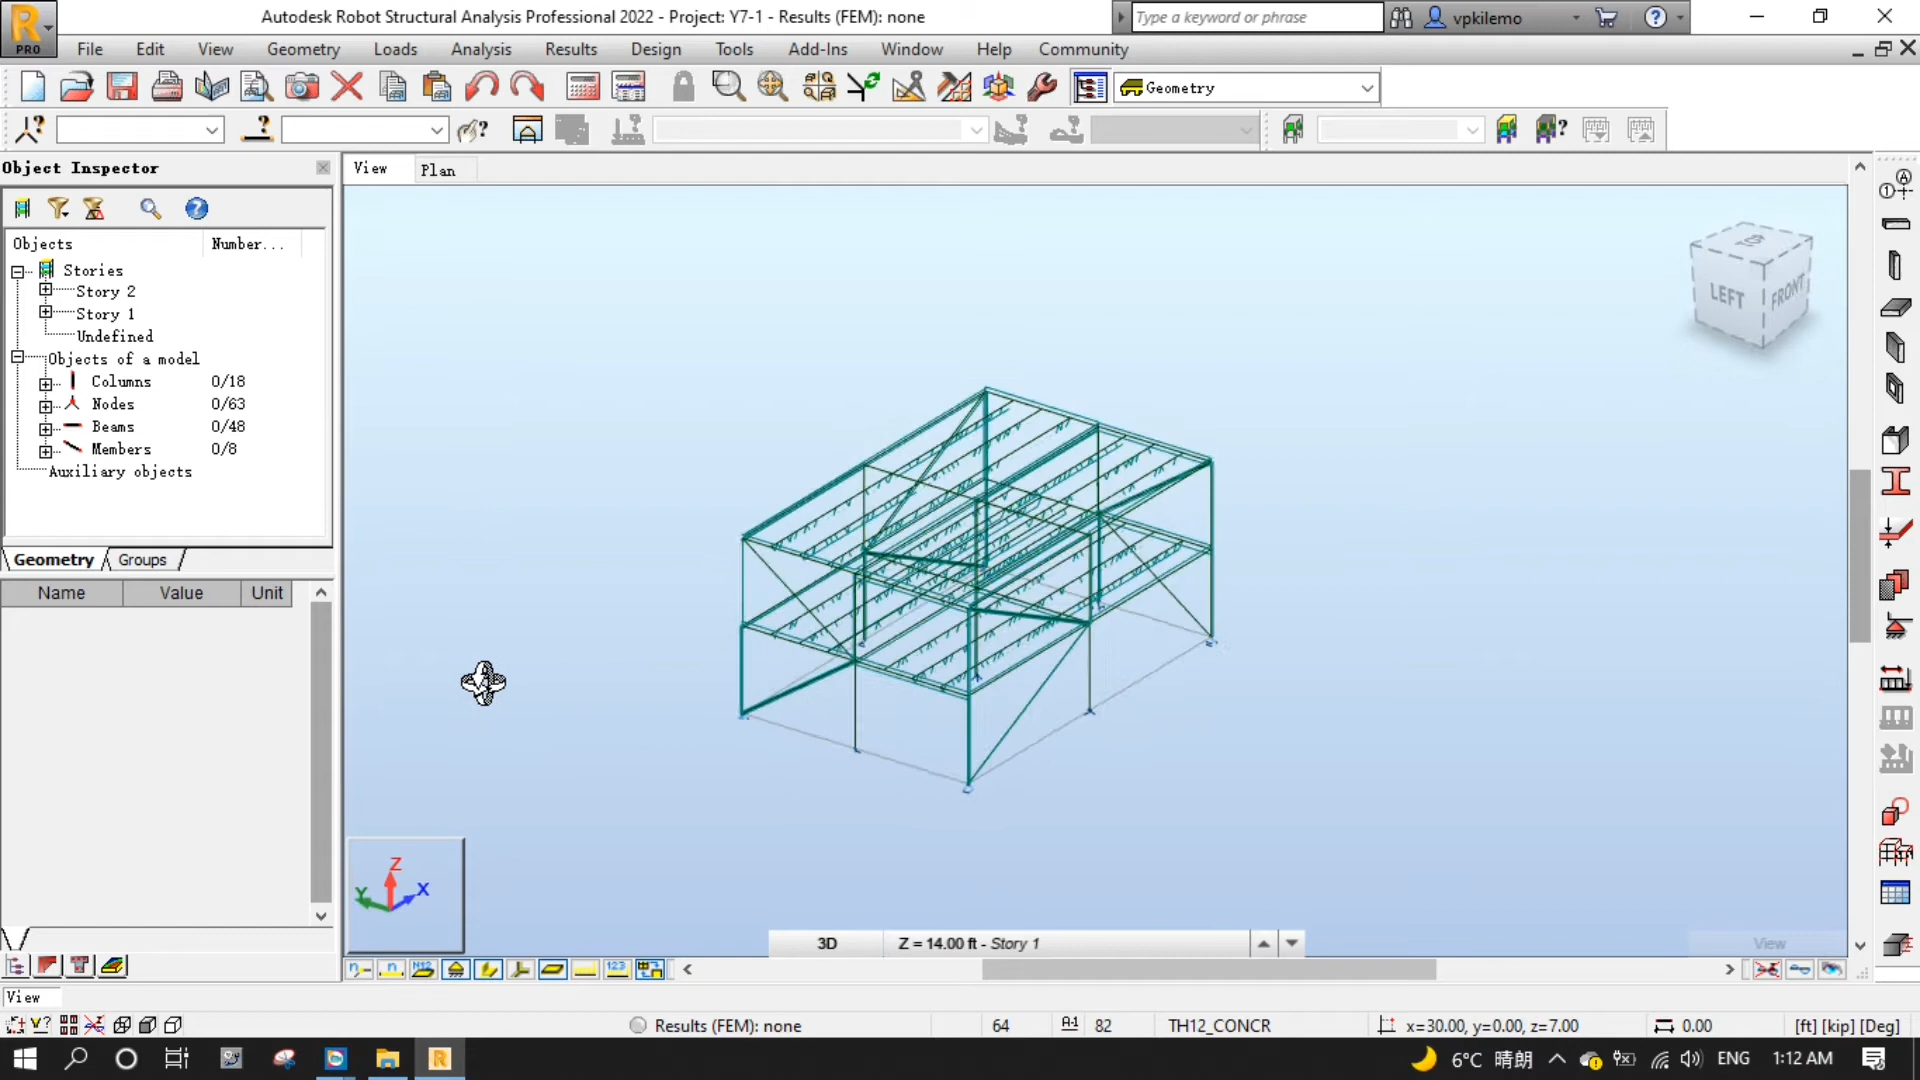 Autodesk Robot Structural Analysis Professional 2022 - Project: Y7-1 - Results (FEM): none
Type a keyword or phrase
vpkilemo
PRO
File Edit View Geometry Loads Analysis Results Design Tools Add-Ins Window Help Community
Geometry
Object Inspector
View Plan
Objects Number...
Stories
Story 2
Story 1
Undefined
Objects of a model
Columns 0/18
Nodes 0/63
Beams 0/48
Members 0/8
Auxiliary objects
Geometry Groups
Name Value Unit
TOP
LEFT
FRONT
Z
Y
X
3D Z = 14.00 ft - Story 1
View
View
Results (FEM): none 64 82 TH12_CONCR x=30.00, y=0.00, z=7.00 0.00 [ft] [kip] [Deg]
6°C 晴朗 ENG 1:12 AM